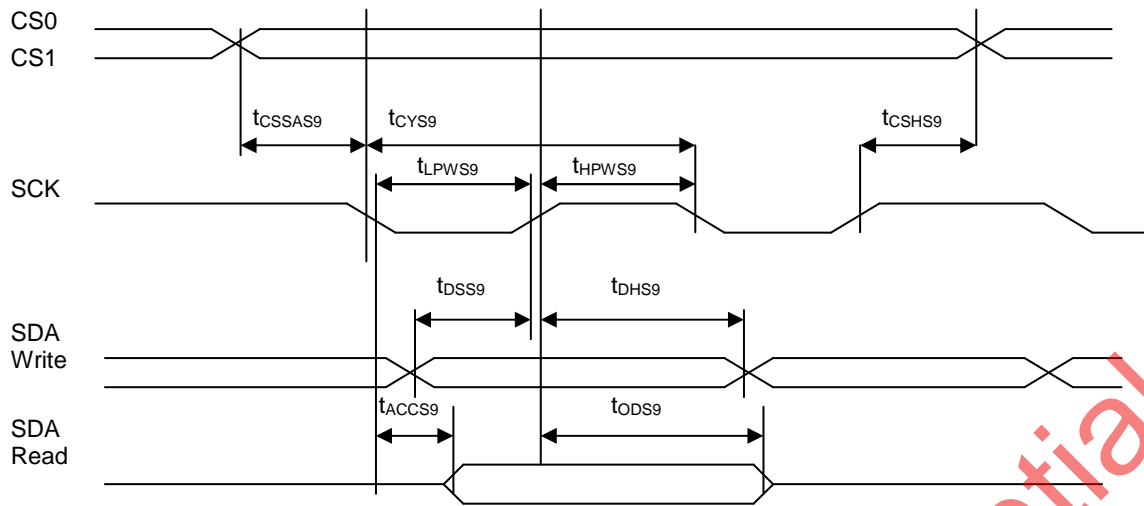 CS0
CS1
tCSSAS9 tCYS9 tCSHS9
tLPWS9 tHPWS9
SCK
tDSS9 tDHS9
SDA
Write
tACCS9 tODS9
SDA
Read